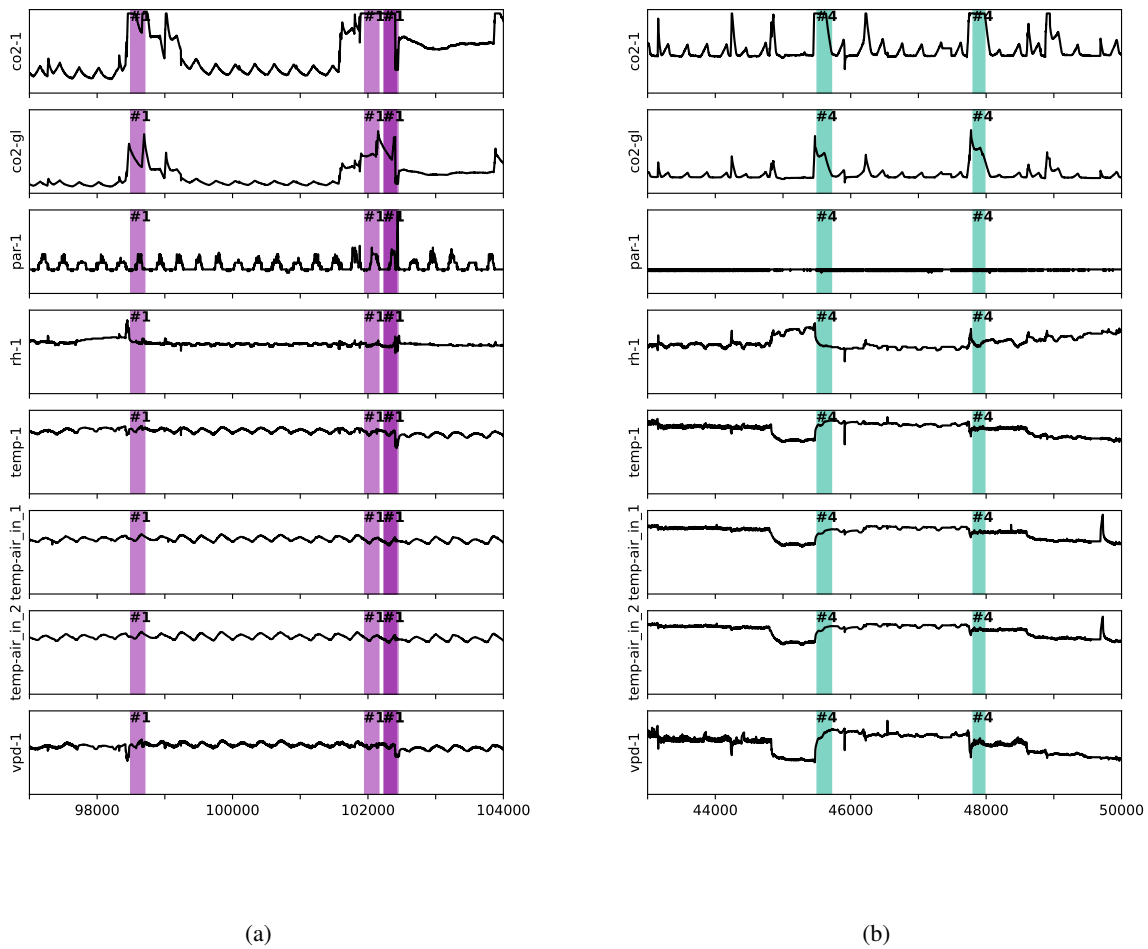 co2-1
#1
#1
#1
co2-gl
#1
#1
#1
par-1
#1
#1
#1
rh-1
#1
#1
#1
temp-1
#1
#1
#1
temp-air_in_1
#1
#1
#1
temp-air_in_2
#1
#1
#1
vpd-1
#1
#1
#1
98000 100000 102000 104000
(a)
co2-1
#4
#4
co2-gl
#4
#4
par-1
#4
#4
rh-1
#4
#4
temp-1
#4
#4
temp-air_in_1
#4
#4
temp-air_in_2
#4
#4
vpd-1
#4
#4
44000 46000 48000 50000
(b)